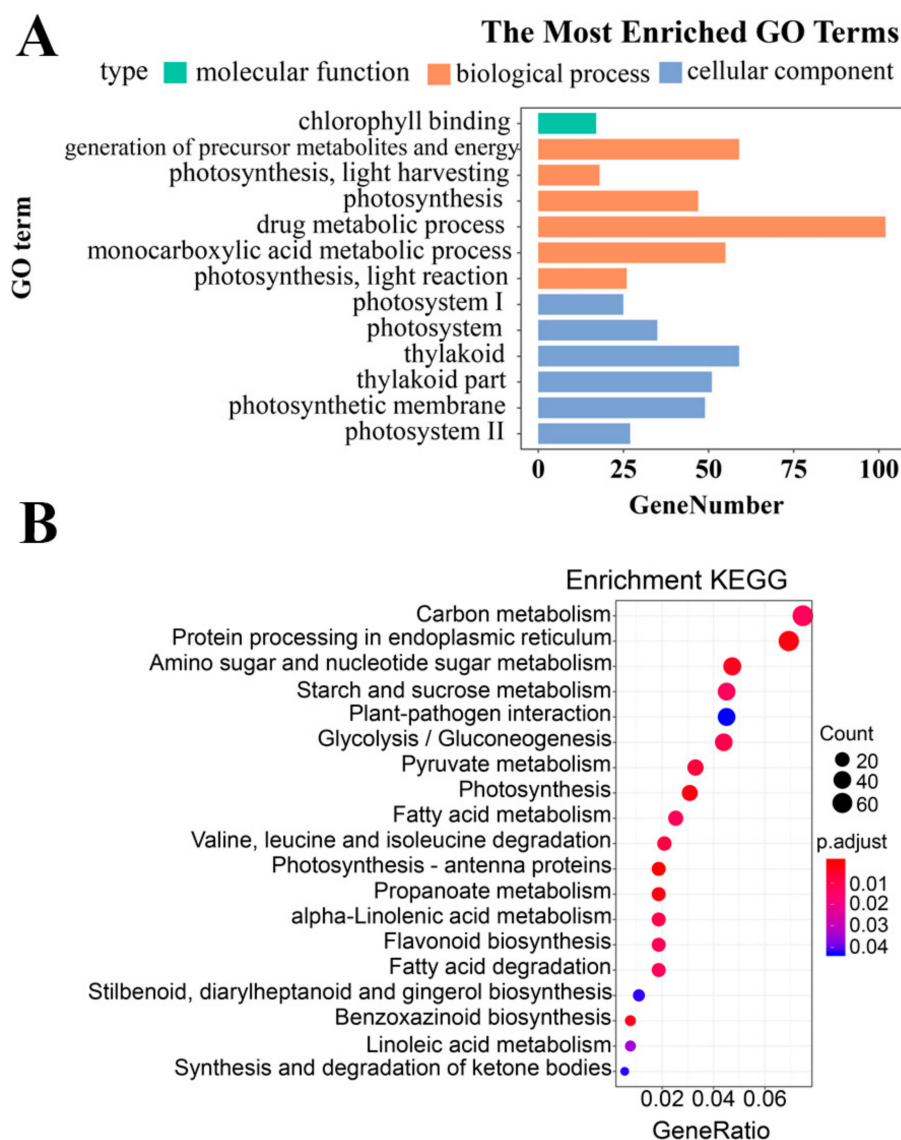 A
The Most Enriched GO Terms
type molecular function biological process cellular component
GO term
chlorophyll binding
generation of precursor metabolites and energy
photosynthesis, light harvesting
photosynthesis
drug metabolic process
monocarboxylic acid metabolic process
photosynthesis, light reaction
photosystem I
photosystem
thylakoid
thylakoid part
photosynthetic membrane
photosystem II
0 25 50 75 100
GeneNumber
B
Enrichment KEGG
Carbon metabolism
Protein processing in endoplasmic reticulum
Amino sugar and nucleotide sugar metabolism
Starch and sucrose metabolism
Plant-pathogen interaction
Glycolysis / Gluconeogenesis
Pyruvate metabolism
Photosynthesis
Fatty acid metabolism
Valine, leucine and isoleucine degradation
Photosynthesis - antenna proteins
Propanoate metabolism
alpha-Linolenic acid metabolism
Flavonoid biosynthesis
Fatty acid degradation
Stilbenoid, diarylheptanoid and gingerol biosynthesis
Benzoxazinoid biosynthesis
Linoleic acid metabolism
Synthesis and degradation of ketone bodies
0.02 0.04 0.06
GeneRatio
Count
20
40
60
p.adjust
0.01
0.02
0.03
0.04